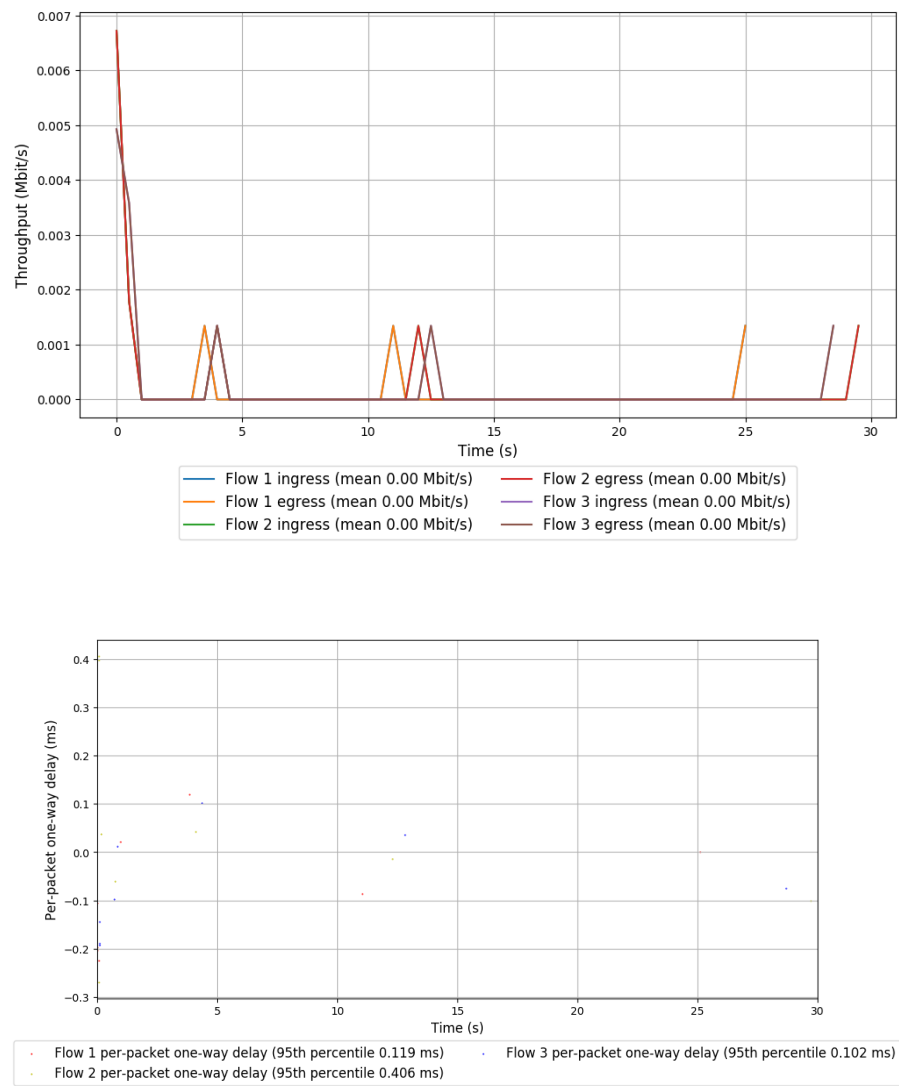 0.007
0.006
0.005
0.004
0.003
0.002
0.001
0.000
Throughput (Mbit/s)
0 5 10 15 20 25 30
Time (s)
Flow 1 ingress (mean 0.00 Mbit/s) Flow 2 egress (mean 0.00 Mbit/s)
Flow 1 egress (mean 0.00 Mbit/s) Flow 3 ingress (mean 0.00 Mbit/s)
Flow 2 ingress (mean 0.00 Mbit/s) Flow 3 egress (mean 0.00 Mbit/s)
0.4
0.3
0.2
0.1
0.0
−0.1
−0.2
−0.3
Per-packet one-way delay (ms)
0 5 10 15 20 25 30
Time (s)
Flow 1 per-packet one-way delay (95th percentile 0.119 ms) Flow 3 per-packet one-way delay (95th percentile 0.102 ms)
Flow 2 per-packet one-way delay (95th percentile 0.406 ms)